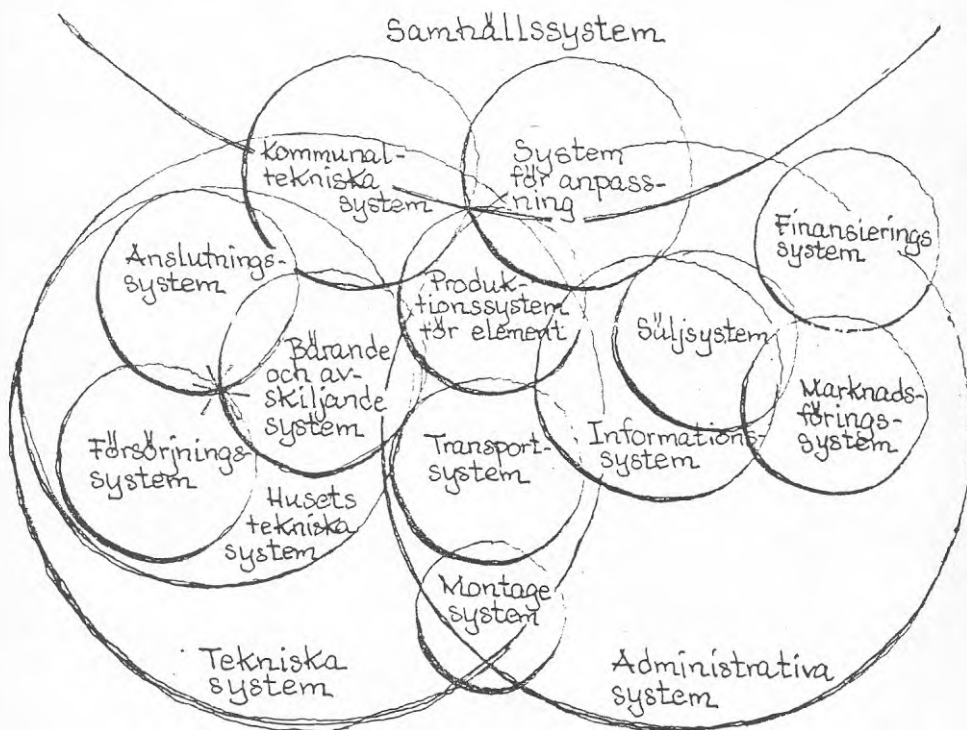 Samhällssystem
Kommunal-
tekniska
system
System
för anpass-
ning
Finansierings
system
Anslutnings-
system
Produk-
tionssystem
för element
Säljsystem
Bärande
och av-
skiljande
system
Marknads-
förings-
system
Försörjnings-
system
Transport-
system
Informations-
system
Husets
tekniska
system
Montage
system
Tekniska
system
Administrativa
system